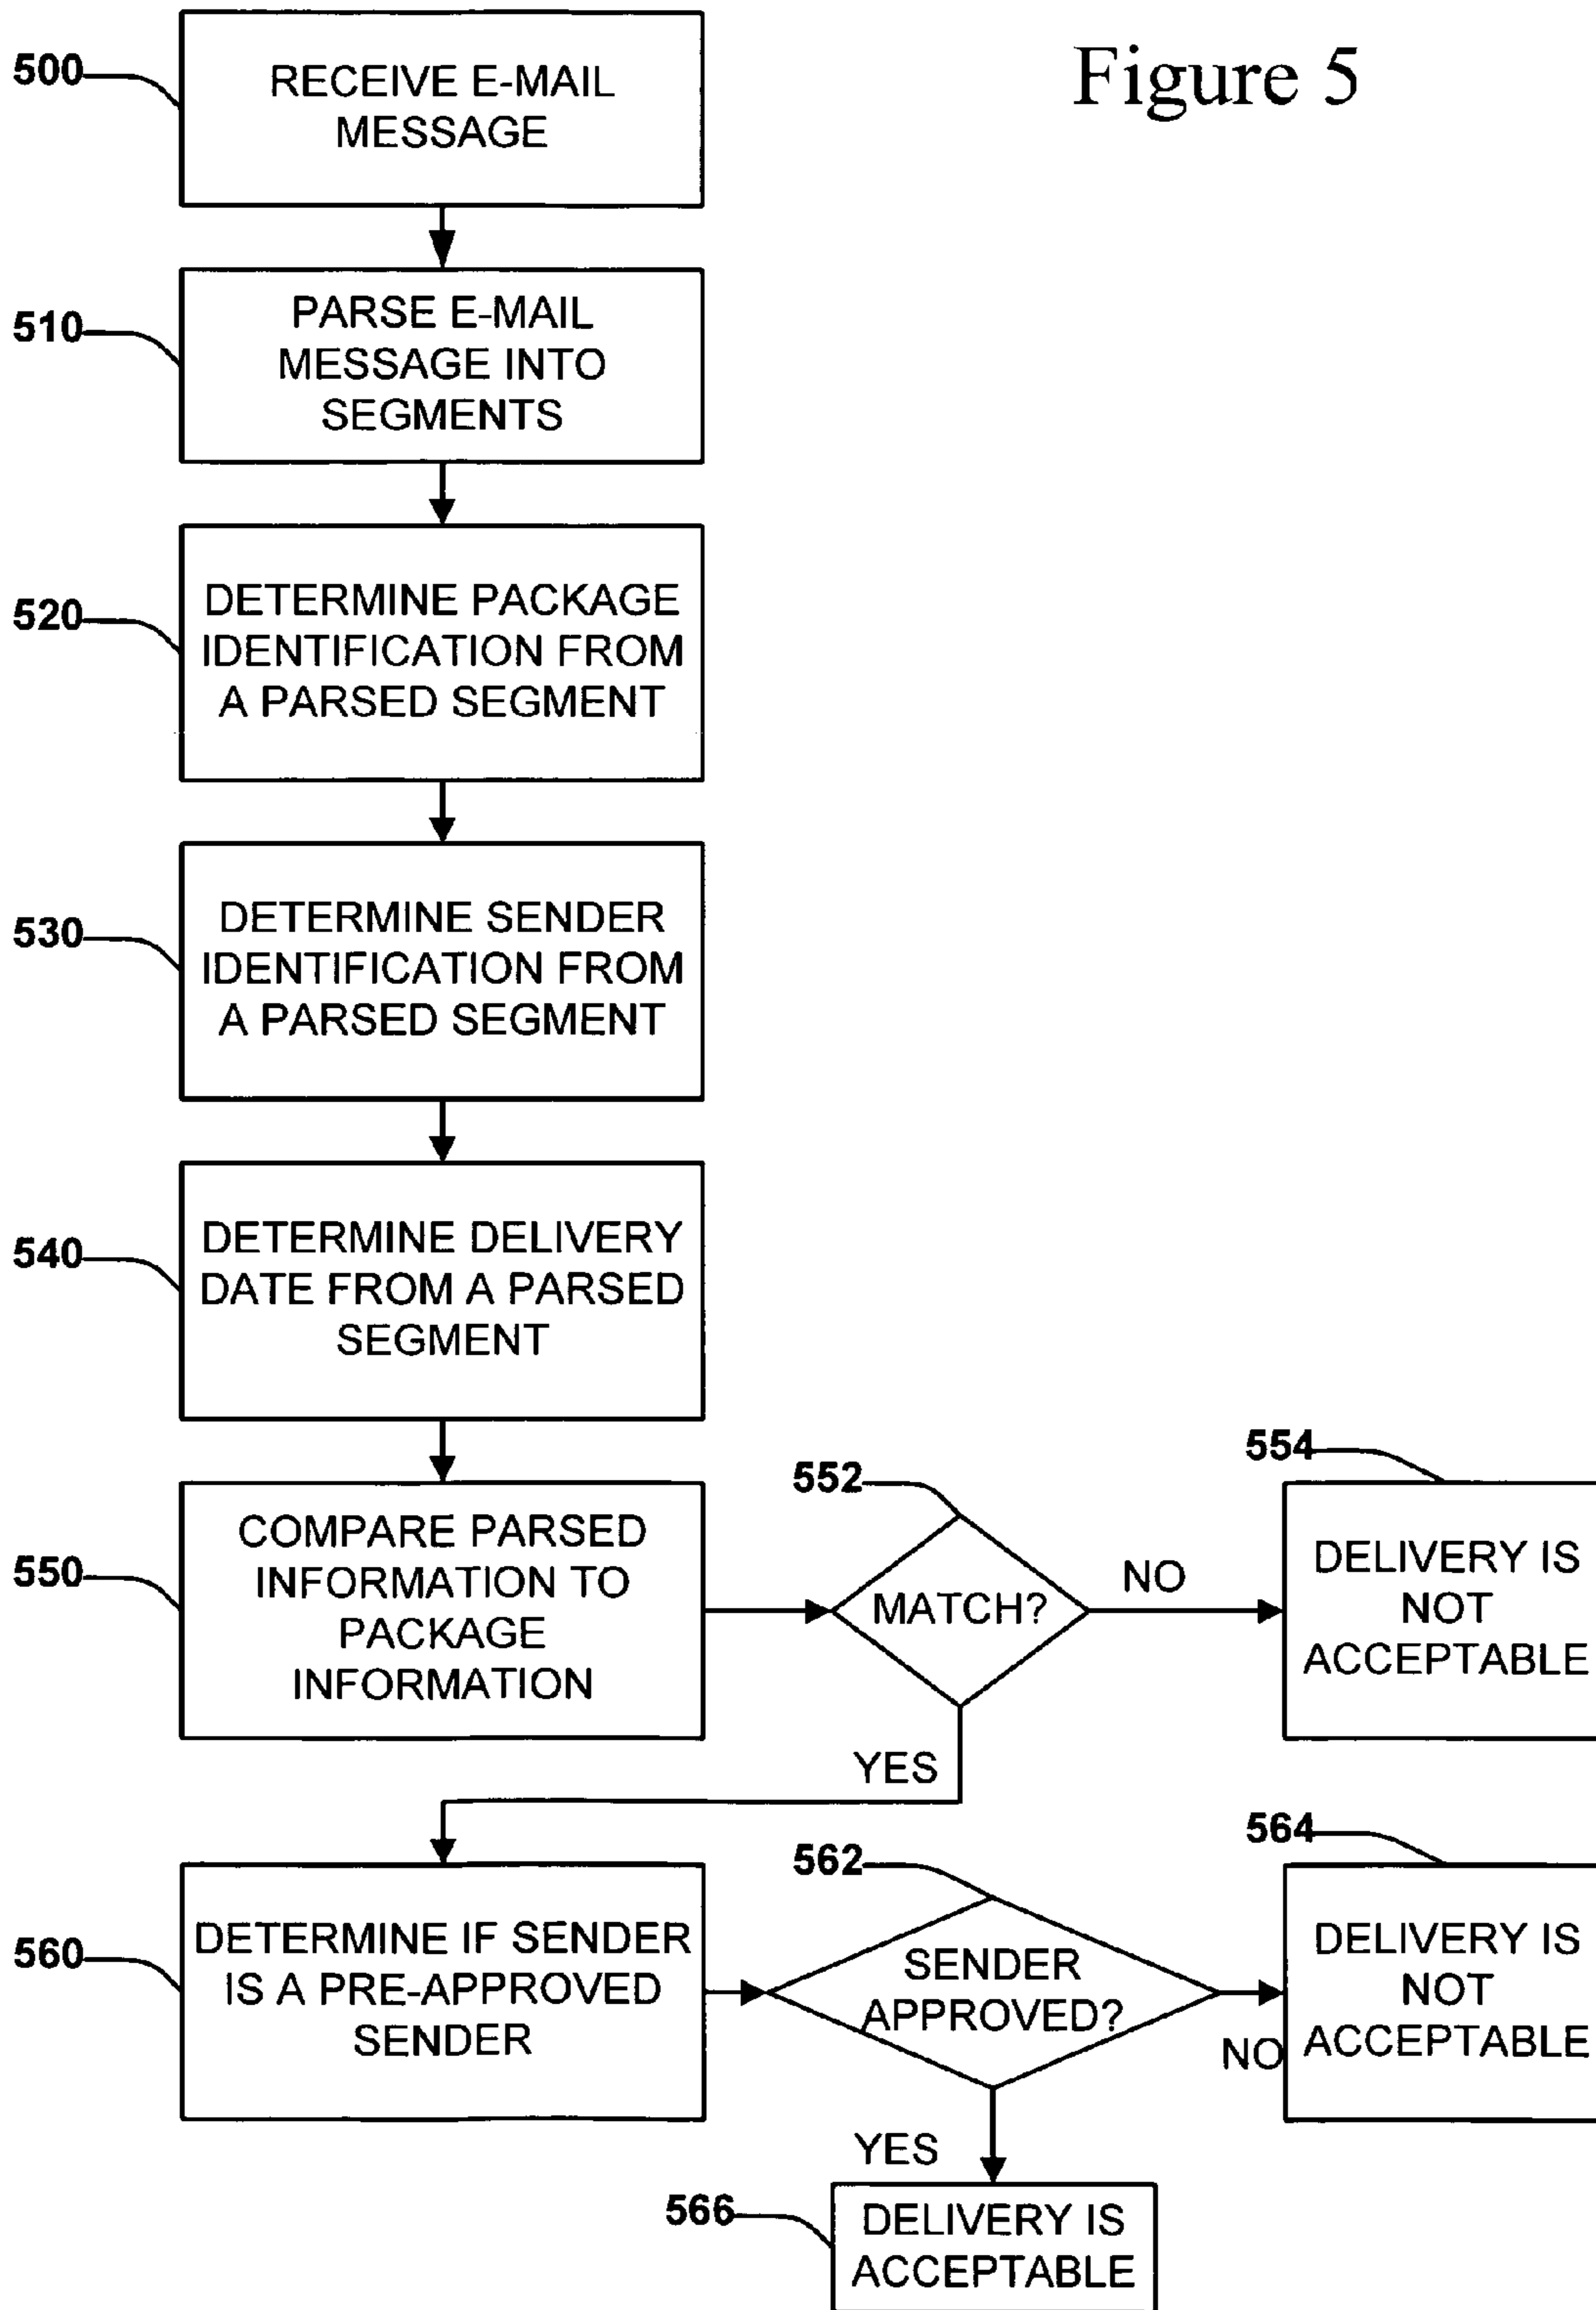 Figure 5
500
RECEIVE E-MAIL
MESSAGE
510
PARSE E-MAIL
MESSAGE INTO
SEGMENTS
520
DETERMINE PACKAGE
IDENTIFICATION FROM
A PARSED SEGMENT
530
DETERMINE SENDER
IDENTIFICATION FROM
A PARSED SEGMENT
540
DETERMINE DELIVERY
DATE FROM A PARSED
SEGMENT
550
COMPARE PARSED
INFORMATION TO
PACKAGE
INFORMATION
552
MATCH?
NO
554
DELIVERY IS
NOT
ACCEPTABLE
YES
560
DETERMINE IF SENDER
IS A PRE-APPROVED
SENDER
562
SENDER
APPROVED?
NO
564
DELIVERY IS
NOT
ACCEPTABLE
YES
566
DELIVERY IS
ACCEPTABLE